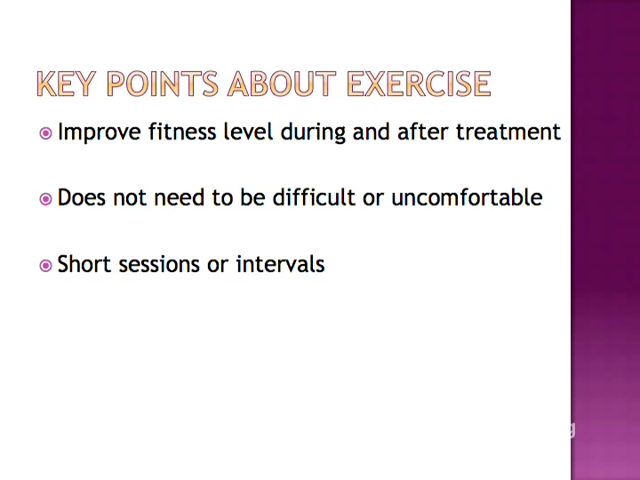 KEY POINTS ABOUT EXERCISE
Improve fitness level during and after treatment
Does not need to be difficult or uncomfortable
Short sessions or intervals